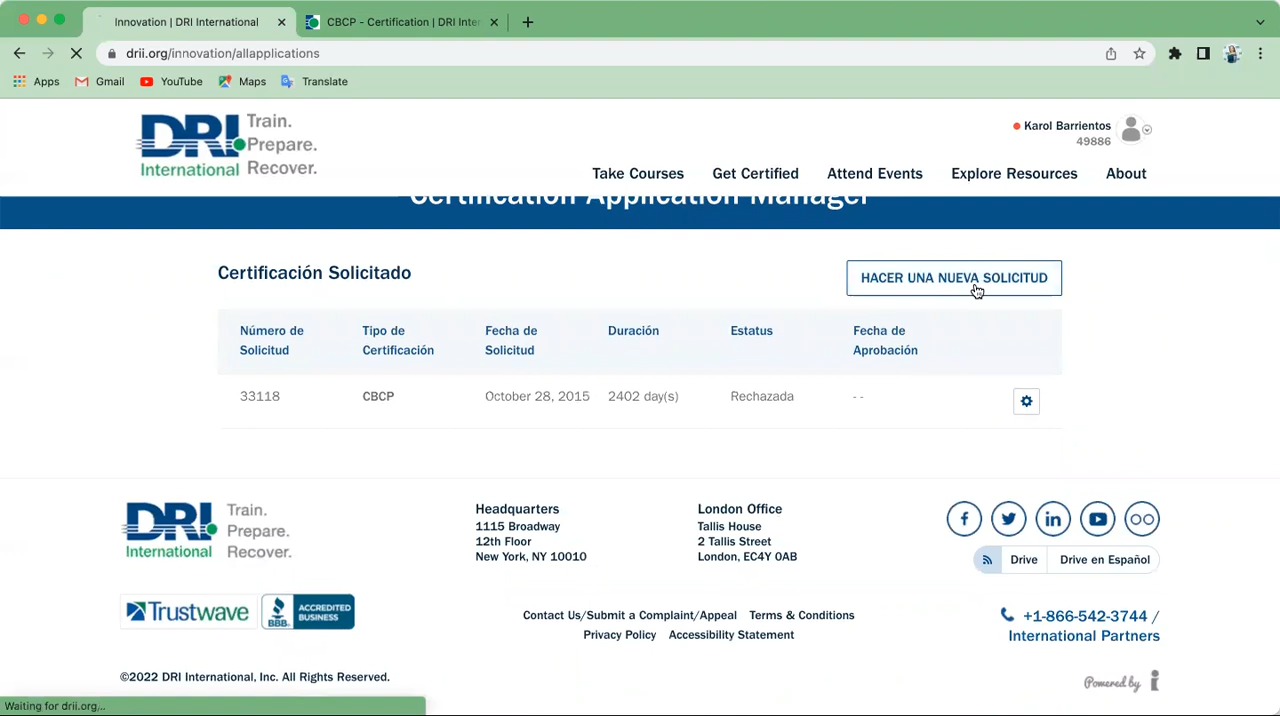 Innovation | DRI International
CBCP - Certification | DRI Inter
drii.org/innovation/allapplications
Apps
Gmail
YouTube
Maps
Translate
DRI
International
Train.
Prepare.
Recover.
Karol Barrientos
49886
Take Courses
Get Certified
Attend Events
Explore Resources
About
Certification Application Manager
Certificación Solicitado
HACER UNA NUEVA SOLICITUD
Número de
Solicitud
Tipo de
Certificación
Fecha de
Solicitud
Duración
Estatus
Fecha de
Aprobación
33118
CBCP
October 28, 2015
2402 day(s)
Rechazada
- -
DRI
International
Train.
Prepare.
Recover.
Headquarters
1115 Broadway
12th Floor
New York, NY 10010
London Office
Tallis House
2 Tallis Street
London, EC4Y 0AB
Drive
Drive en Español
Trustwave
BBB
ACCREDITED
BUSINESS
Contact Us/Submit a Complaint/Appeal
Terms & Conditions
Privacy Policy
Accessibility Statement
+1-866-542-3744 /
International Partners
©2022 DRI International, Inc. All Rights Reserved.
Powered by
Waiting for drii.org...